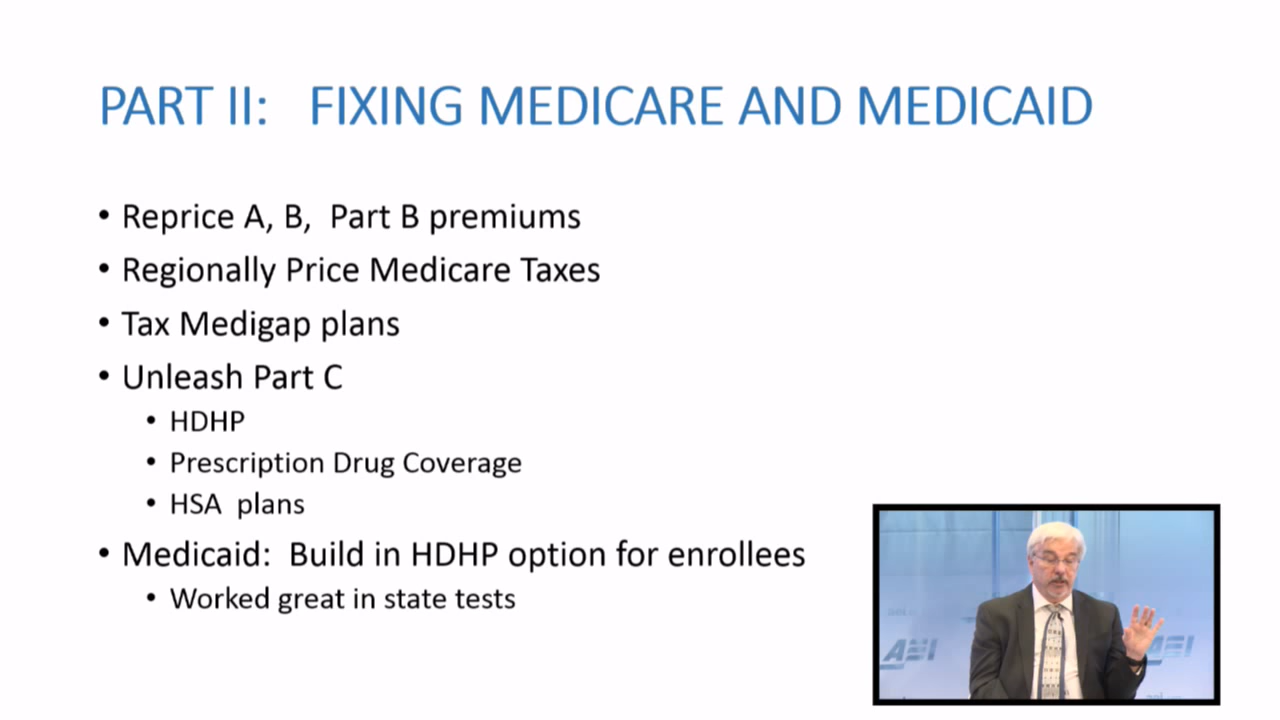 PART II: FIXING MEDICARE AND MEDICAID
• Reprice A, B, Part B premiums
• Regionally Price Medicare Taxes
• Tax Medigap plans
• Unleash Part C
• HDHP
• Prescription Drug Coverage
• HSA plans
• Medicaid: Build in HDHP option for enrollees
• Worked great in state tests
AEI
AEI